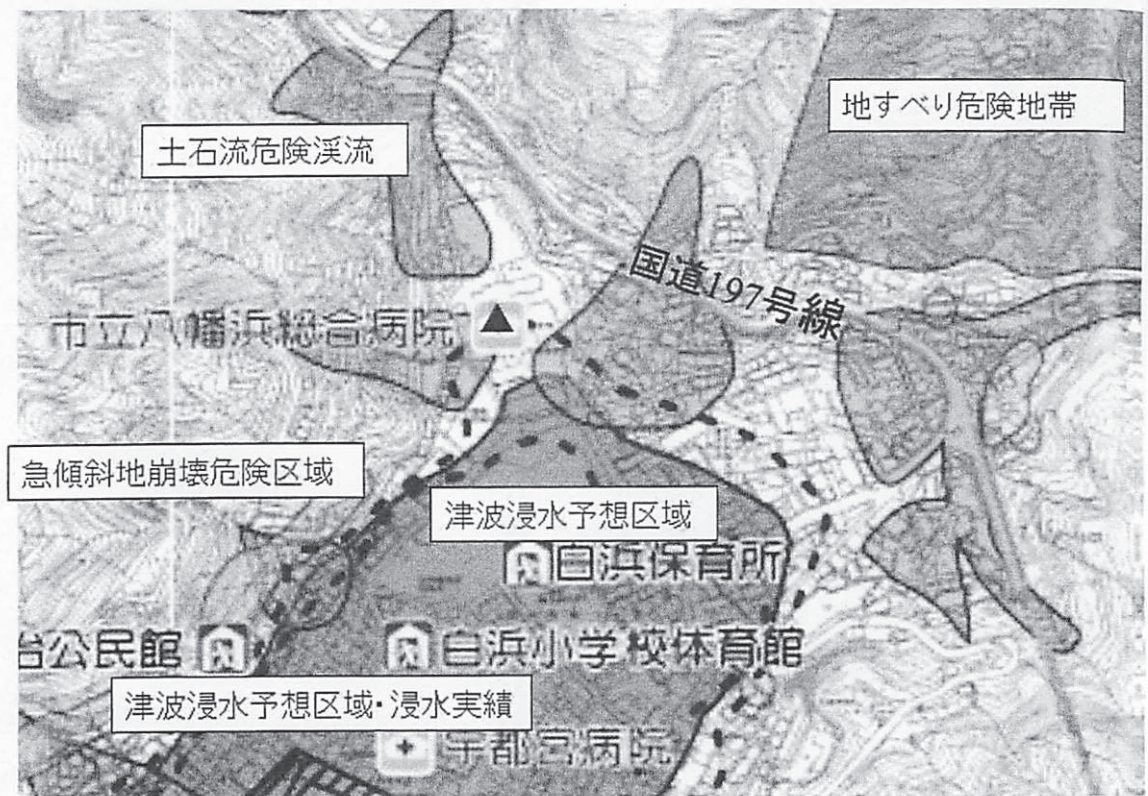 地すべり危険地帯
土石流危険渓流
国道197号線
市立八幡浜総合病院
急傾斜地崩壊危険区域
津波浸水予想区域
白浜保育所
公民館
白浜小学校体育館
津波浸水予想区域・浸水実績
宇都宮病院